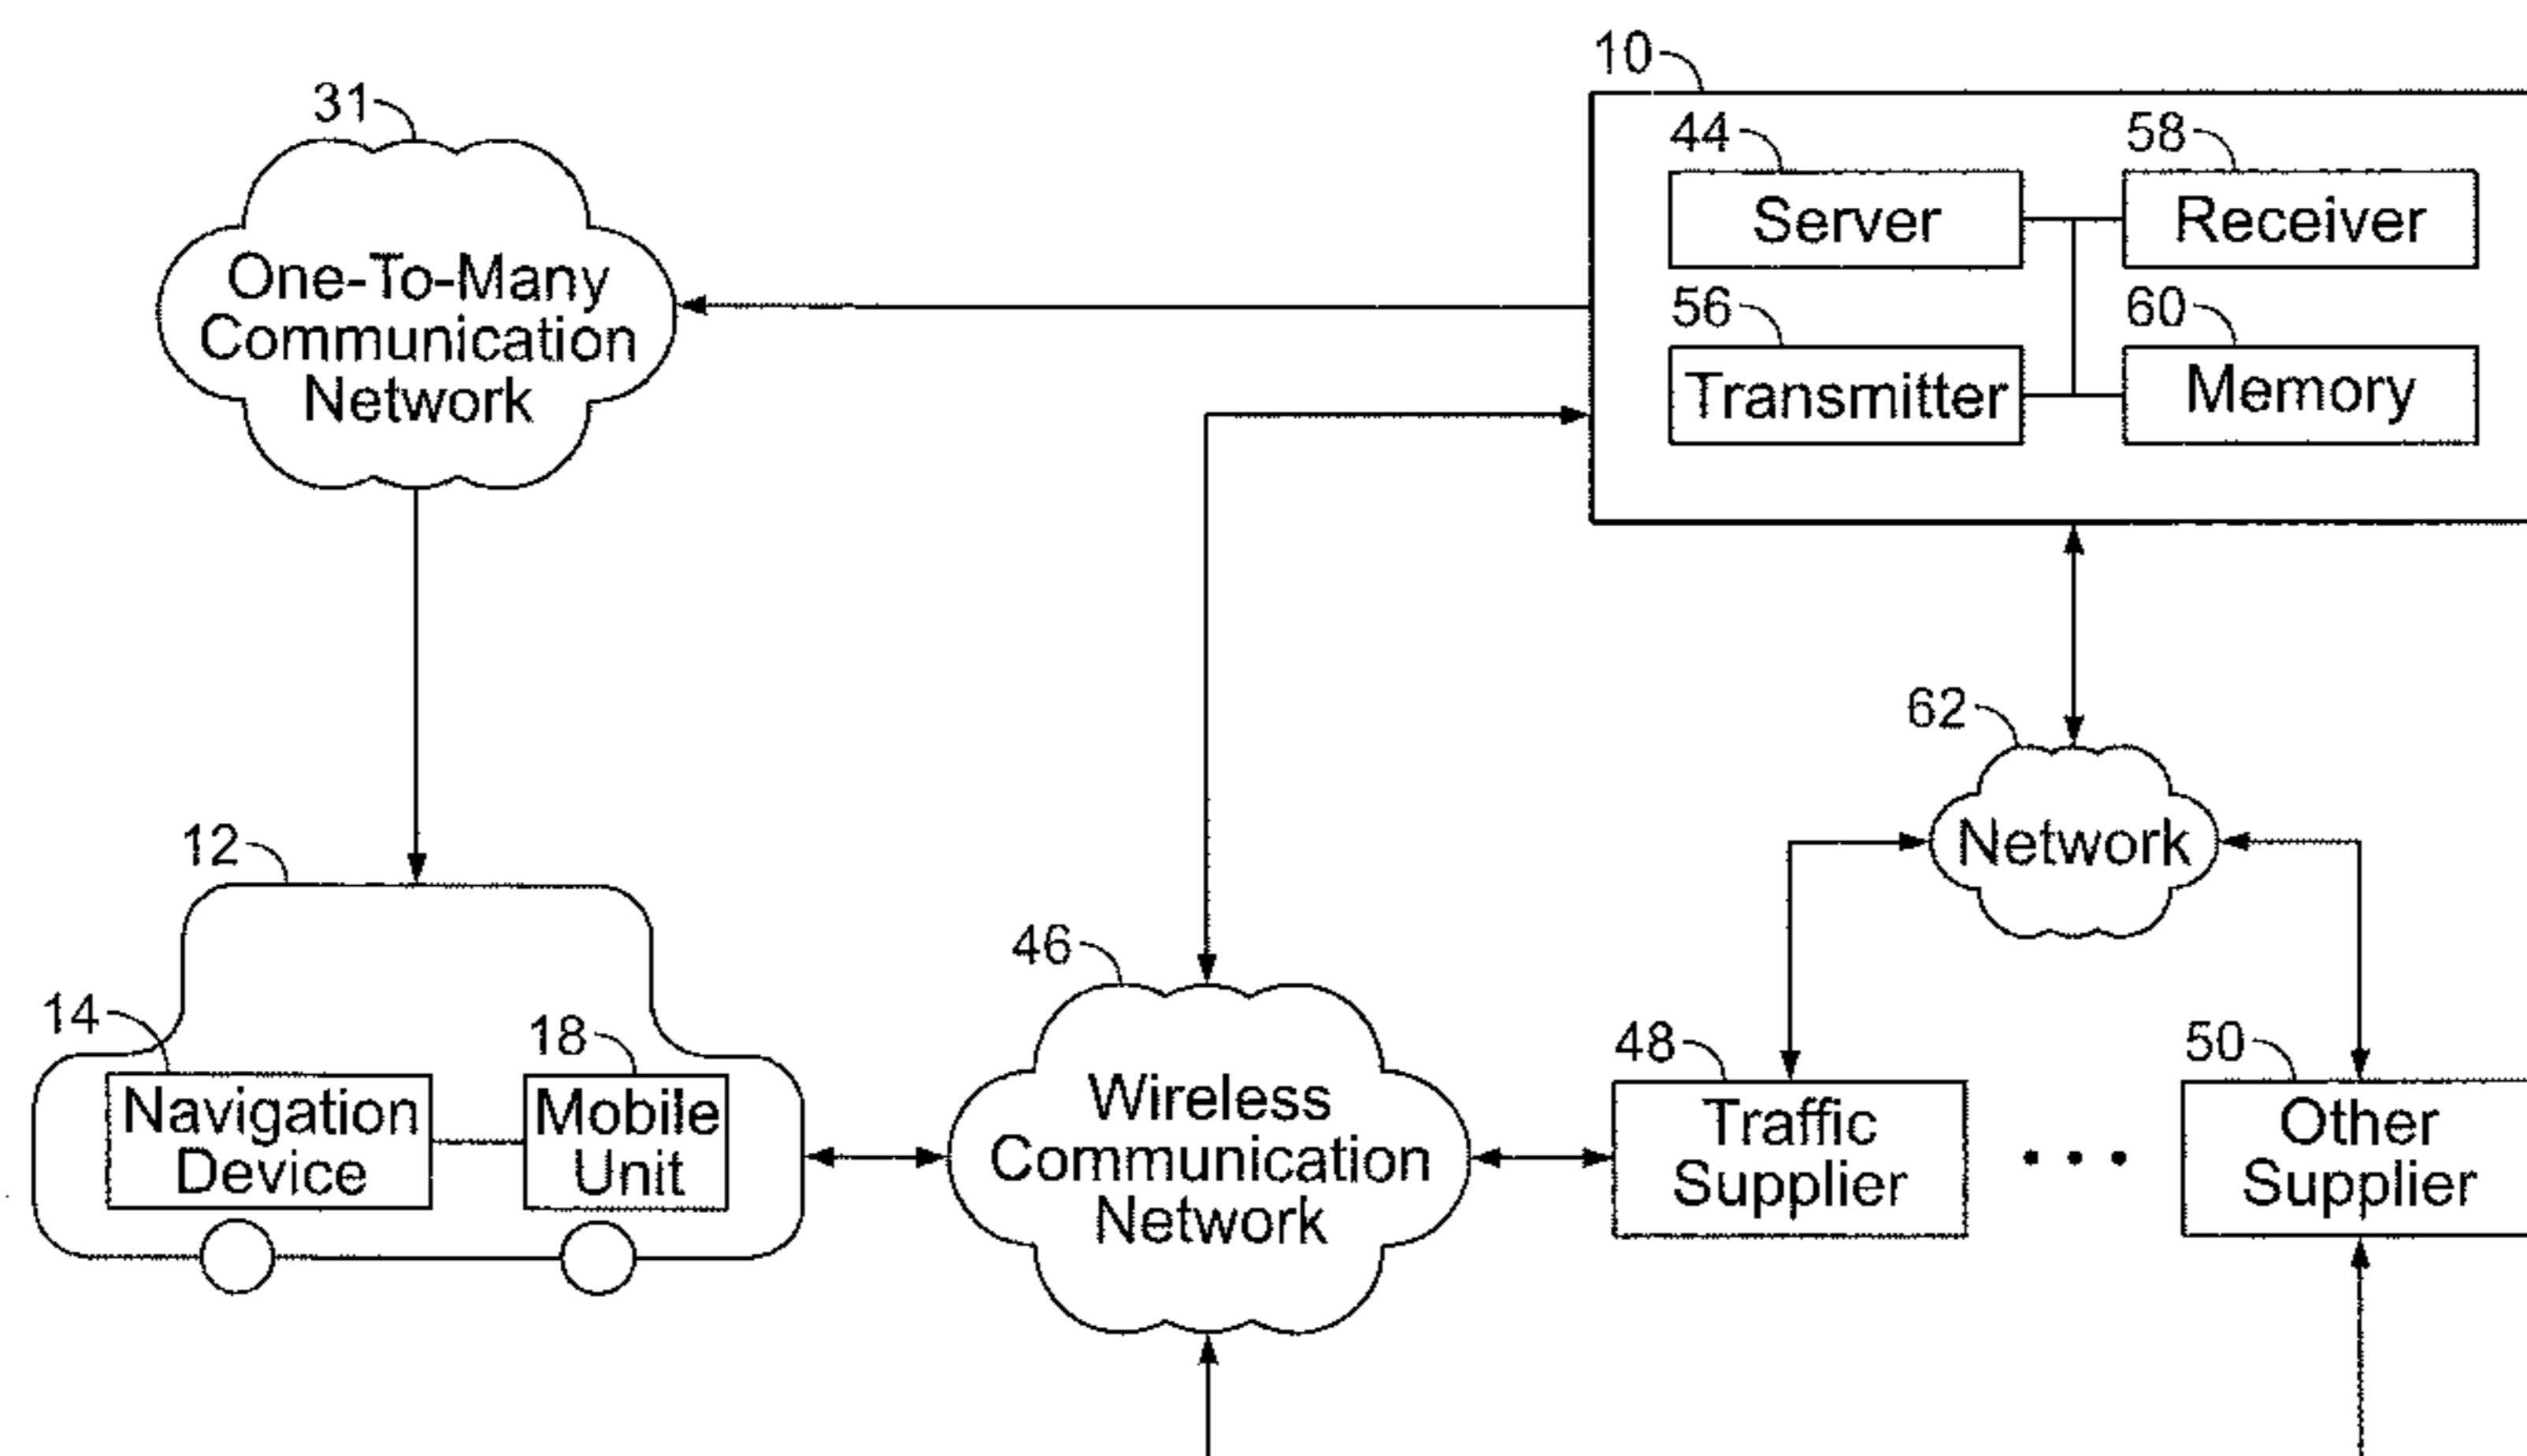 10
31
44
58
Server
Receiver
One-To-Many
Communication
Network
56
60
Transmitter
Memory
62
Network
12
46
14
18
48
50
Navigation
Device
Mobile
Unit
Wireless
Communication
Network
Traffic
Supplier
Other
Supplier